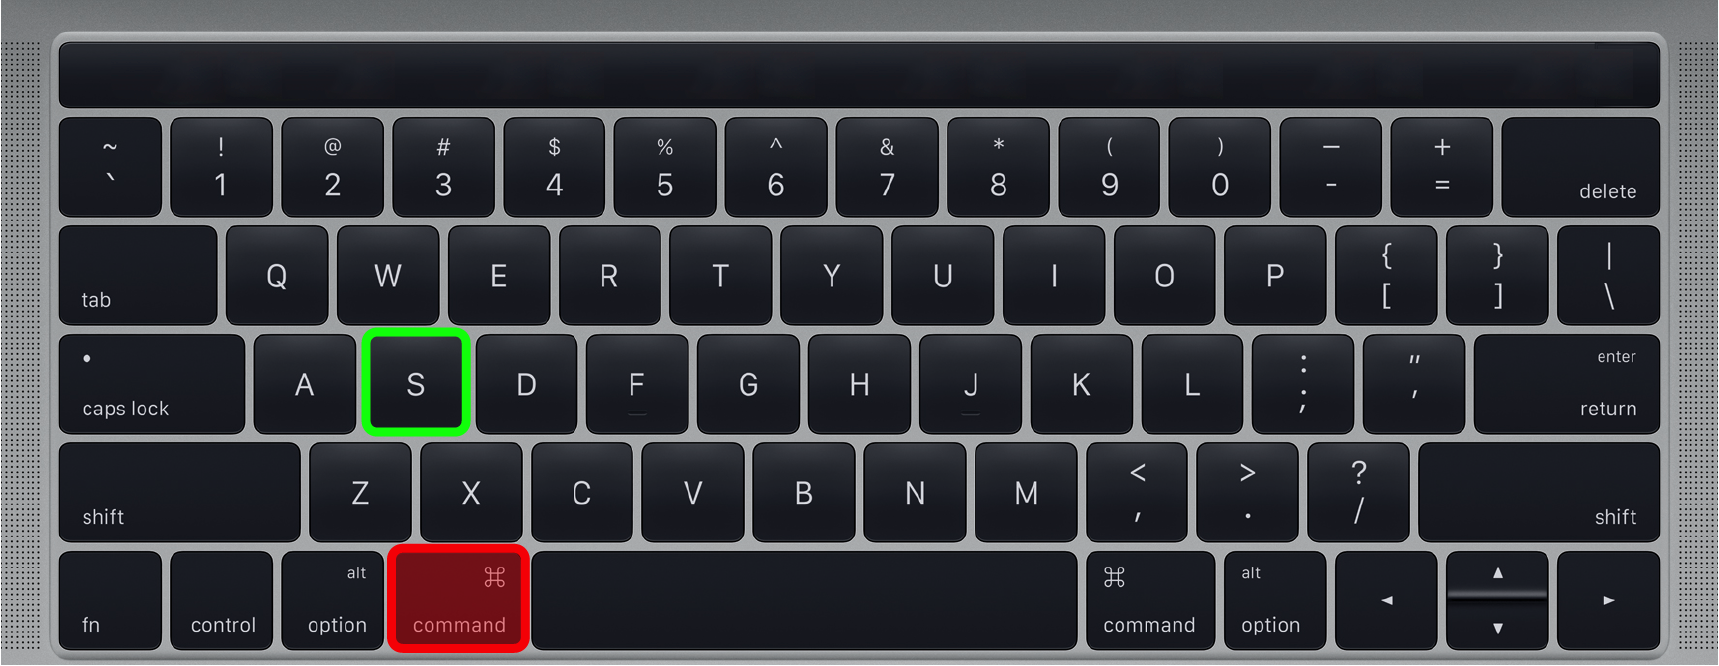 ~ ! @ # $ % ^ & * ( ) — +
` 1 2 3 4 5 6 7 8 9 0 - = delete
tab Q W E R T Y U I O P { [ } ] | \
• caps lock A S D F G H J K L : ; " ' enter return
shift Z X C V B N M < , > . ? / shift
fn control alt option ⌘ command ⌘ command alt option ◄ ▲ ▼ ►